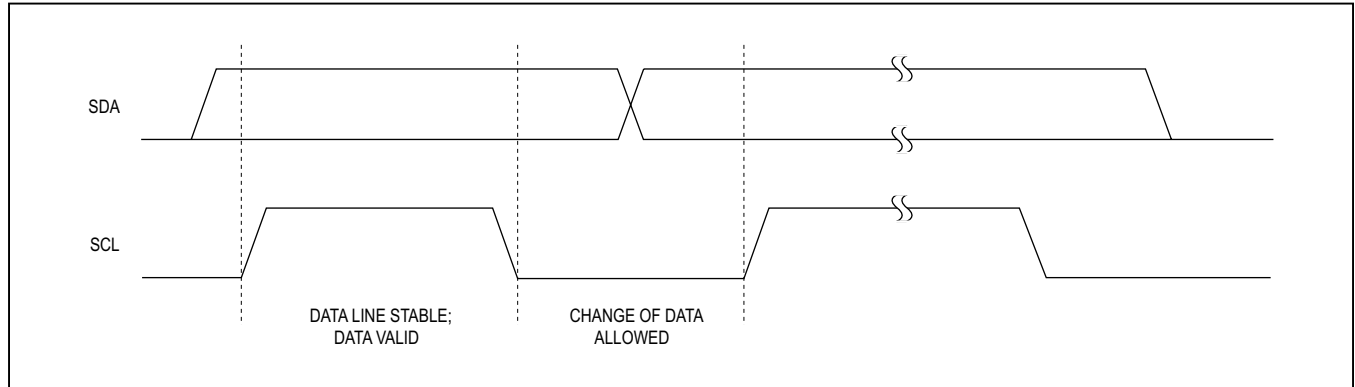 SDA
SCL
DATA LINE STABLE;
DATA VALID
CHANGE OF DATA
ALLOWED